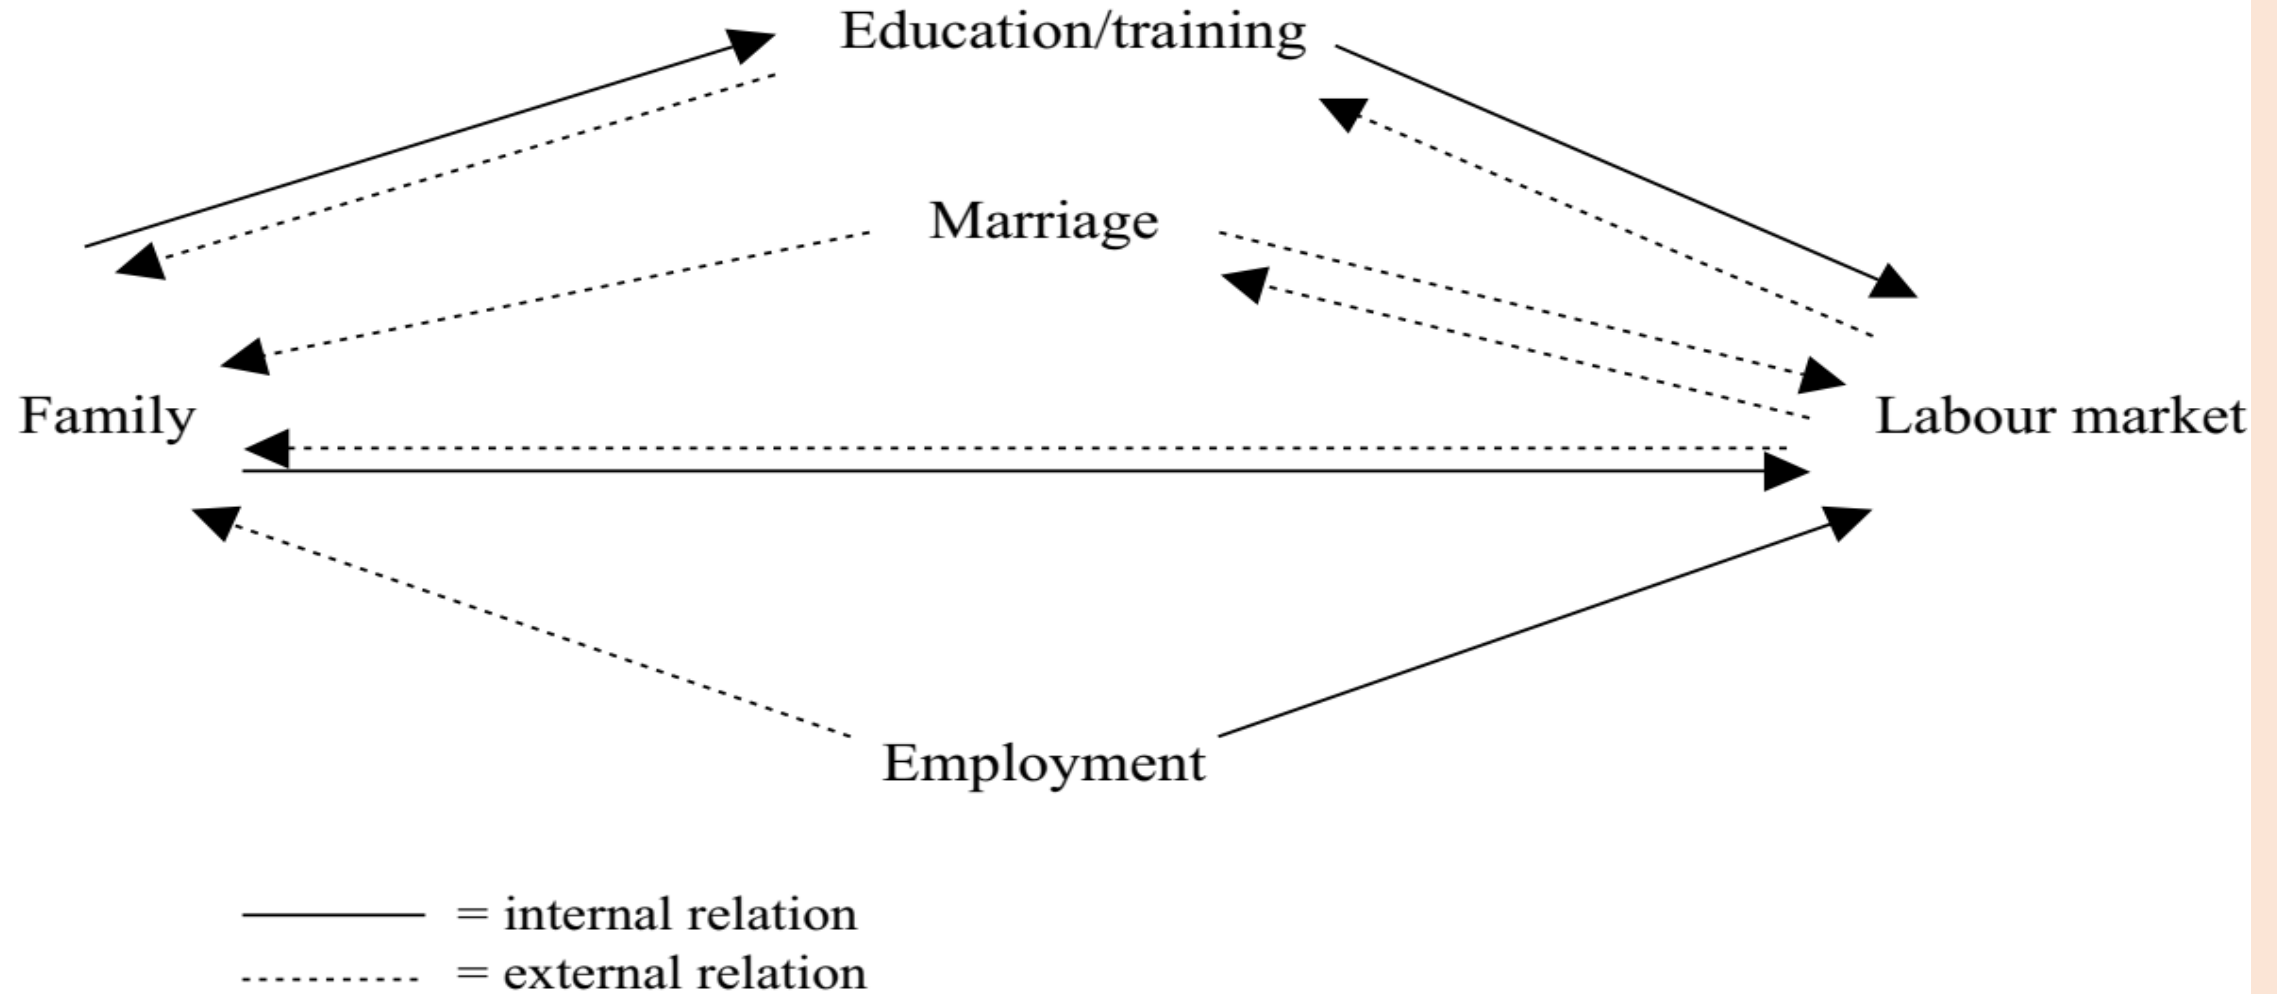 Education/training
Marriage
Family
Labour market
Employment
= internal relation
= external relation